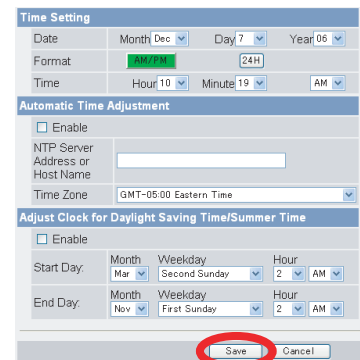 Time Setting
Date Month Dec Day 7 Year 06
Format AM/PM 24H
Time Hour 10 Minute 19 AM
Automatic Time Adjustment
Enable
NTP Server
Address or
Host Name
Time Zone GMT-05:00 Eastern Time
Adjust Clock for Daylight Saving Time/Summer Time
Enable
Month Weekday Hour
Start Day: Mar Second Sunday 2 AM
Month Weekday Hour
End Day: Nov First Sunday 2 AM
Save Cancel